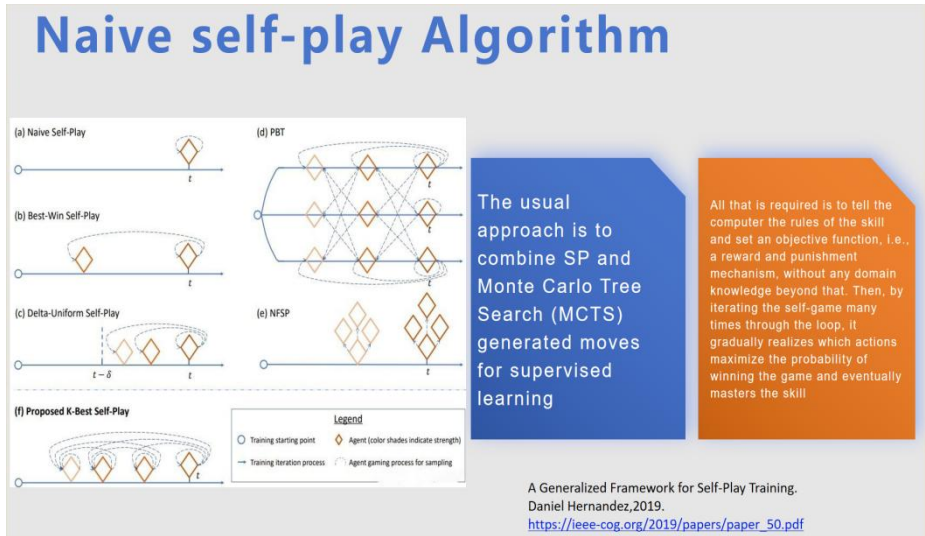 Naive self-play Algorithm
(a) Naive Self-Play
t
(b) Best-Win Self-Play
t
(c) Delta-Uniform Self-Play
t − δ
t
(d) PBT
t
(e) NFSP
t
(f) Proposed K-Best Self-Play
t
Legend
Training starting point
Agent (color shades indicate strength)
Training iteration process
Agent gaming process for sampling
The usual
approach is to
combine SP and
Monte Carlo Tree
Search (MCTS)
generated moves
for supervised
learning
All that is required is to tell the
computer the rules of the skill
and set an objective function, i.e.,
a reward and punishment
mechanism, without any domain
knowledge beyond that. Then, by
iterating the self-game many
times through the loop, it
gradually realizes which actions
maximize the probability of
winning the game and eventually
masters the skill
A Generalized Framework for Self-Play Training.
Daniel Hernandez,2019.
https://ieee-cog.org/2019/papers/paper_50.pdf